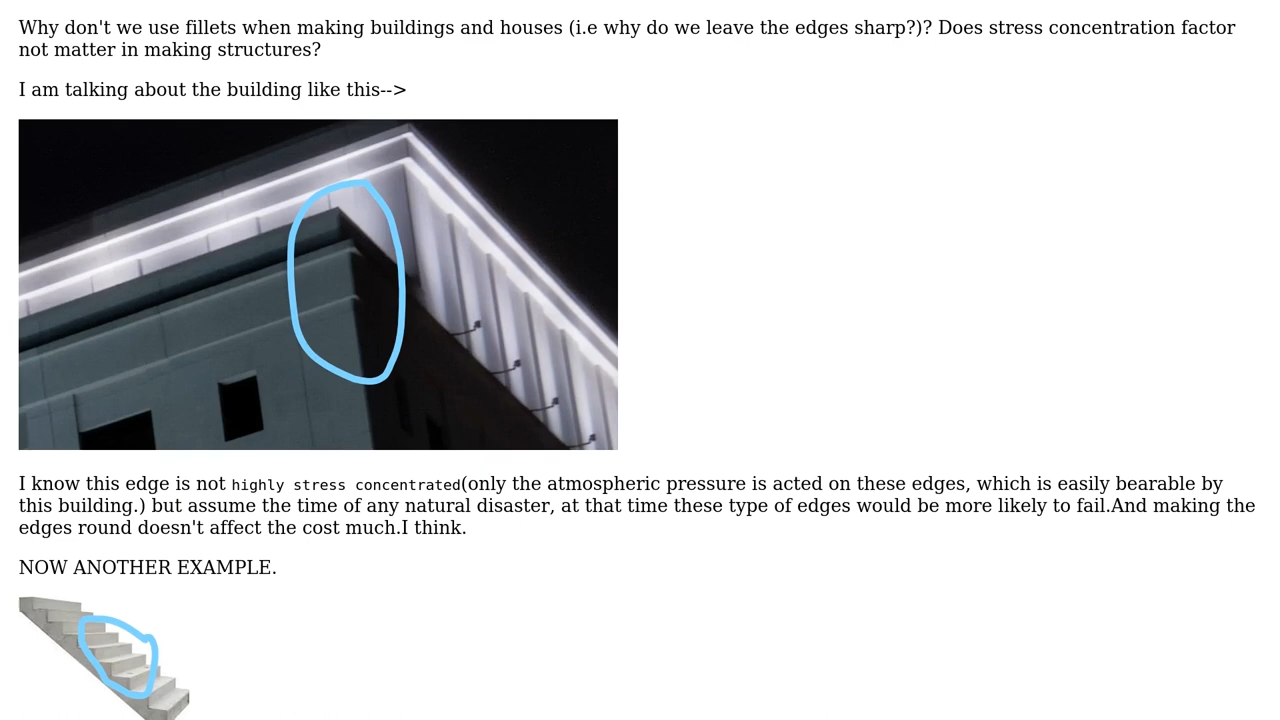 Why don't we use fillets when making buildings and houses (i.e why do we leave the edges sharp?)? Does stress concentration factor
not matter in making structures?
I am talking about the building like this-->
I know this edge is not highly stress concentrated(only the atmospheric pressure is acted on these edges, which is easily bearable by
this building.) but assume the time of any natural disaster, at that time these type of edges would be more likely to fail.And making the
edges round doesn't affect the cost much.I think.
NOW ANOTHER EXAMPLE.